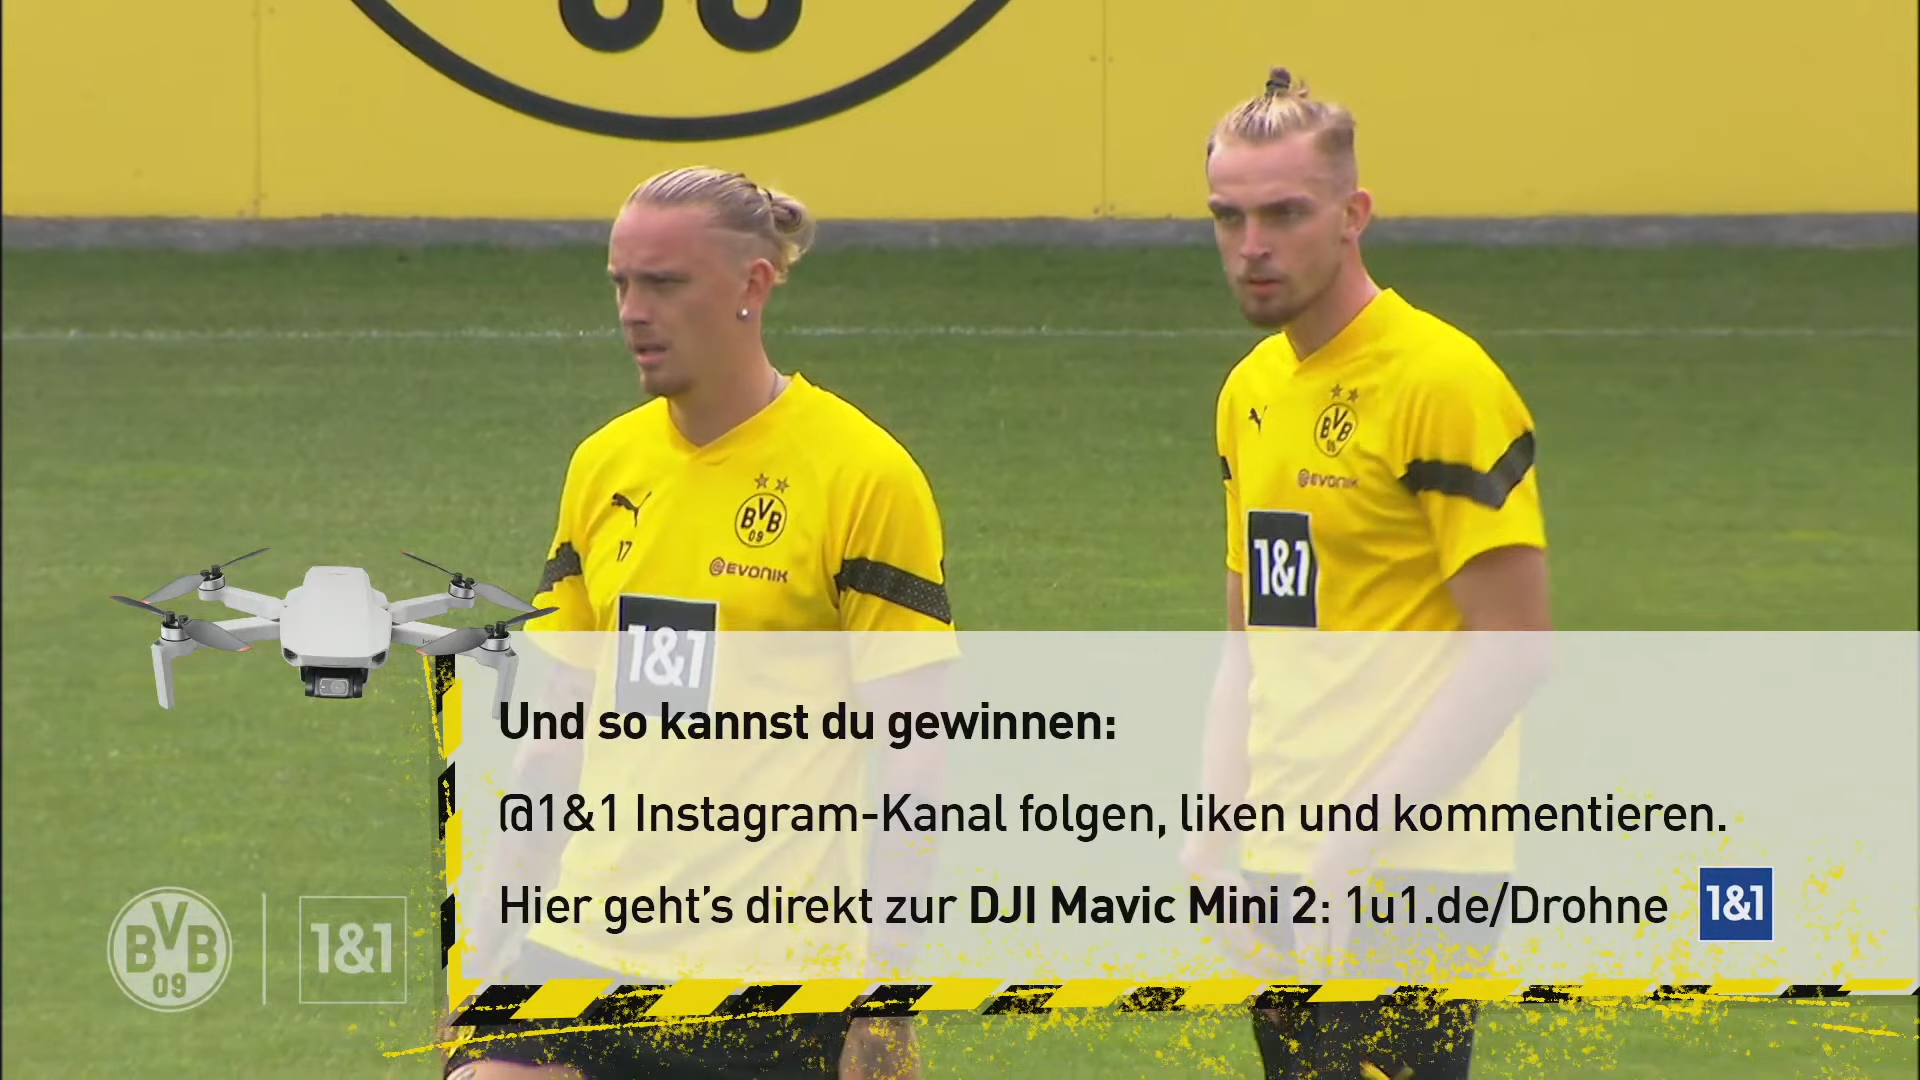 BVB
09
EVONIK
1&1
17
BVB
09
EVONIK
1&1
Und so kannst du gewinnen:
@1&1 Instagram-Kanal folgen, liken und kommentieren.
Hier geht's direkt zur DJI Mavic Mini 2: 1u1.de/Drohne 1&1
BVB
09
1&1